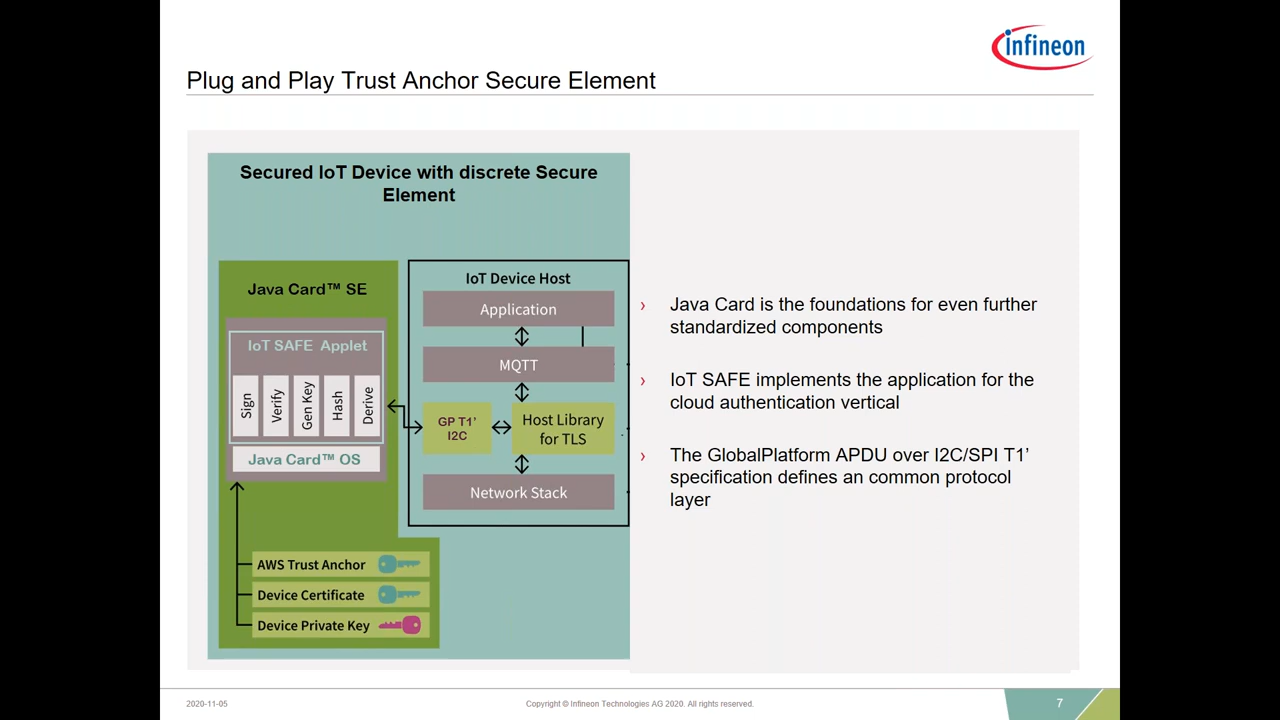 infineon
Plug and Play Trust Anchor Secure Element
Secured IoT Device with discrete Secure
Element
Java Card™ SE
IoT SAFE Applet
Sign
Verify
Gen Key
Hash
Derive
Java Card™ OS
AWS Trust Anchor
Device Certificate
Device Private Key
IoT Device Host
Application
MQTT
GP T1’
I2C
Host Library
for TLS
Network Stack
› Java Card is the foundations for even further
standardized components
› IoT SAFE implements the application for the
cloud authentication vertical
› The GlobalPlatform APDU over I2C/SPI T1’
specification defines an common protocol
layer
2020-11-05
Copyright © Infineon Technologies AG 2020. All rights reserved.
7